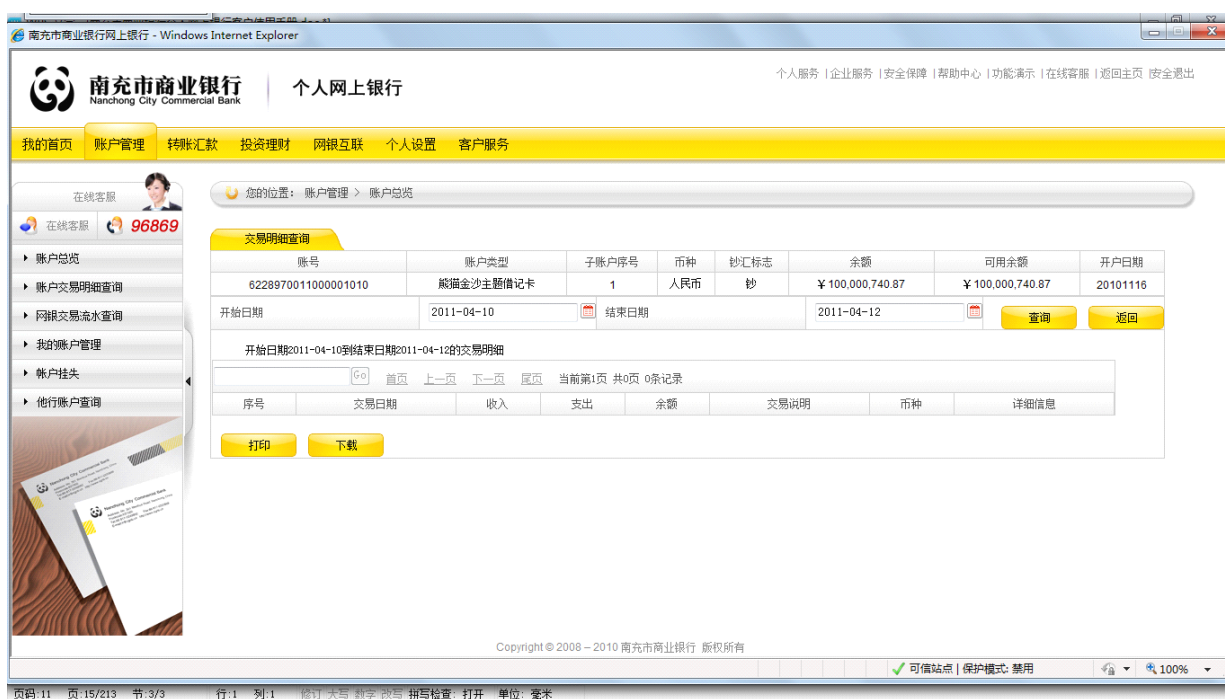 南充市商业银行网上银行 - Windows Internet Explorer
南充市商业银行
Nanchong City Commercial Bank
个人网上银行
个人服务 | 企业服务 | 安全保障 | 帮助中心 | 功能演示 | 在线客服 | 返回主页 安全退出
我的首页 账户管理 转账汇款 投资理财 网银互联 个人设置 客户服务
在线客服
在线客服 96869
账户总览
账户交易明细查询
网银交易流水查询
我的账户管理
帐户挂失
他行账户查询
您的位置: 账户管理 > 账户总览
交易明细查询
账号 账户类型 子账户序号 币种 钞汇标志 余额 可用余额 开户日期
6228970011000001010 熊猫金沙主题借记卡 1 人民币 钞 ¥100,000,740.87 ¥100,000,740.87 20101116
开始日期 2011-04-10 结束日期 2011-04-12 查询 返回
开始日期2011-04-10到结束日期2011-04-12的交易明细
Go 首页 上一页 下一页 尾页 当前第1页 共0页 0条记录
序号 交易日期 收入 支出 余额 交易说明 币种 详细信息
打印 下载
Nanchong City Commercial Bank
Nanchong City Commercial Bank
Copyright © 2008 – 2010 南充市商业银行 版权所有
可信站点 | 保护模式: 禁用 100%
页码:11 页:15/213 节:3/3 行:1 列:1 修订 大写 数字 改写 拼写检查: 打开 单位: 毫米